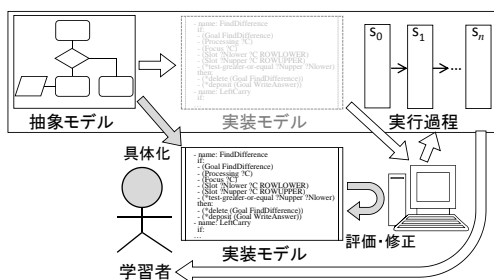 S0
S1
Sn
...
- name: FindDifference
if:
- (Goal FindDifference)
- (Processing ?C)
- (Focus ?C)
- (Slot ?Nlower ?C ROWLOWER)
- (Slot ?Nupper ?C ROWUPPER)
- (*test-greater-or-equal ?Nupper ?Nlower)
then:
- (*delete (Goal FindDifference))
- (*deposit (Goal WriteAnswer))
- name: LeftCarry
if:
抽象モデル
実装モデル
実行過程
具体化
- name: FindDifference
if:
- (Goal FindDifference)
- (Processing ?C)
- (Focus ?C)
- (Slot ?Nlower ?C ROWLOWER)
- (Slot ?Nupper ?C ROWUPPER)
- (*test-greater-or-equal ?Nupper ?Nlower)
then:
- (*delete (Goal FindDifference))
- (*deposit (Goal WriteAnswer))
- name: LeftCarry
if:
...
評価・修正
実装モデル
学習者